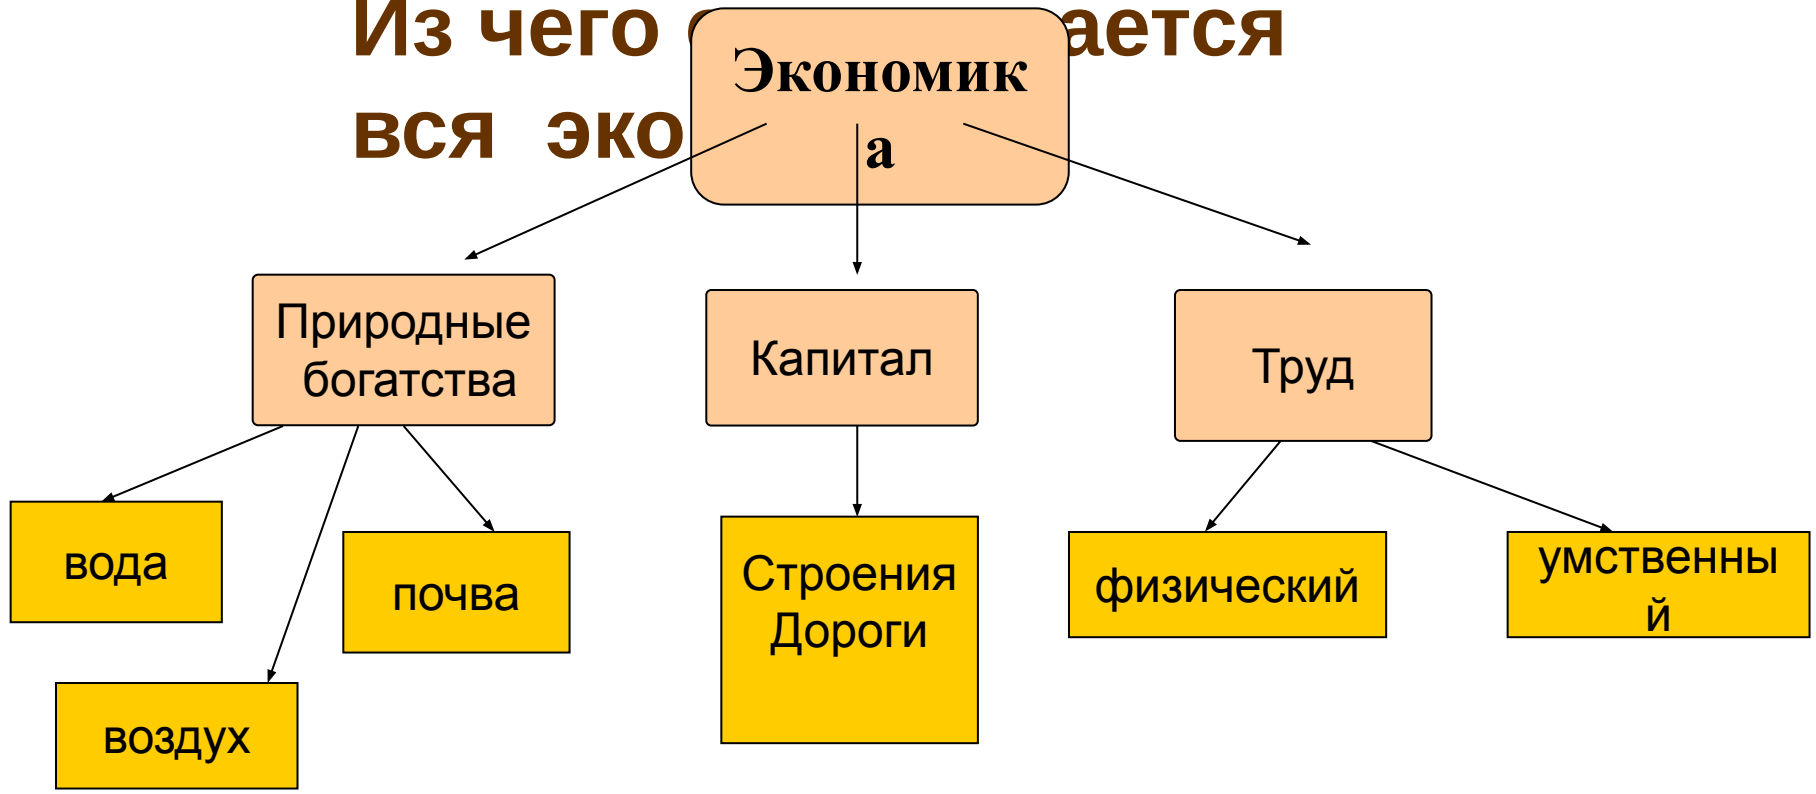 Из чего
ается
вся эко
Экономик
а
Природные
богатства
Капитал
Труд
вода
почва
воздух
Строения
Дороги
физический
умственны
й